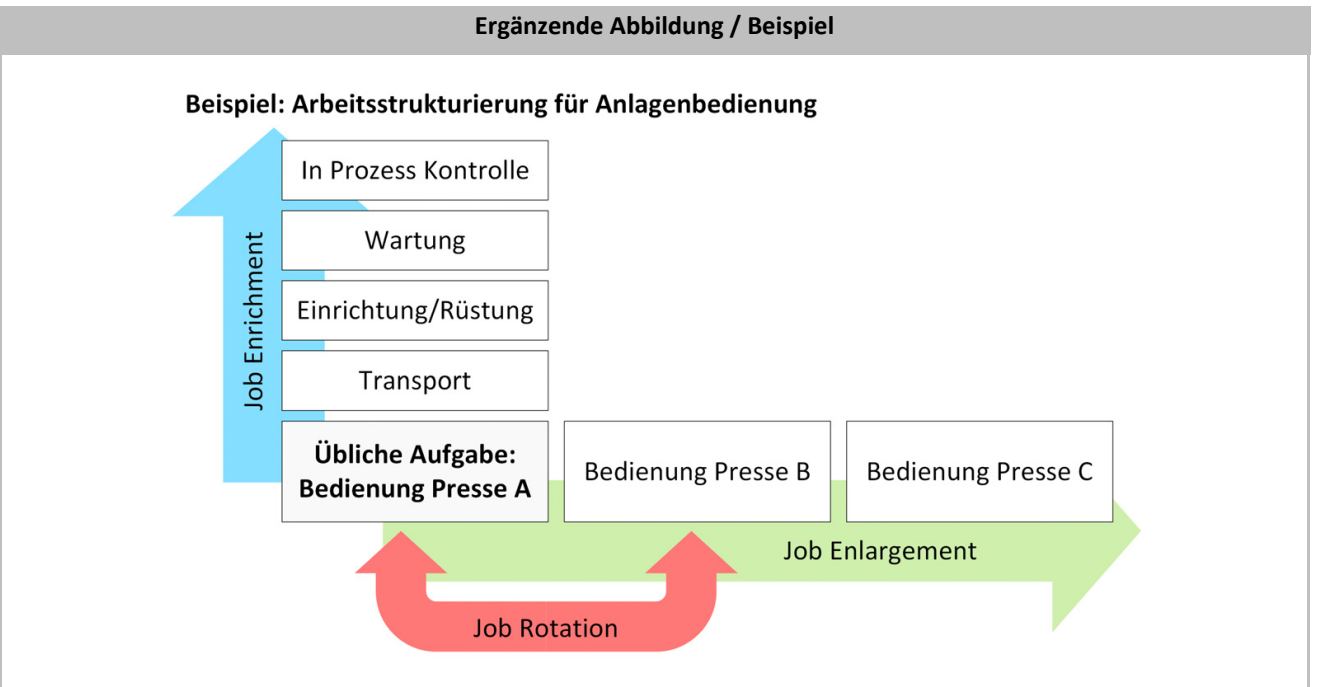 Ergänzende Abbildung / Beispiel
Beispiel: Arbeitsstrukturierung für Anlagenbedienung
In Prozess Kontrolle
Wartung
Einrichtung/Rüstung
Transport
Job Enrichment
Übliche Aufgabe:
Bedienung Presse A
Bedienung Presse B
Bedienung Presse C
Job Enlargement
Job Rotation